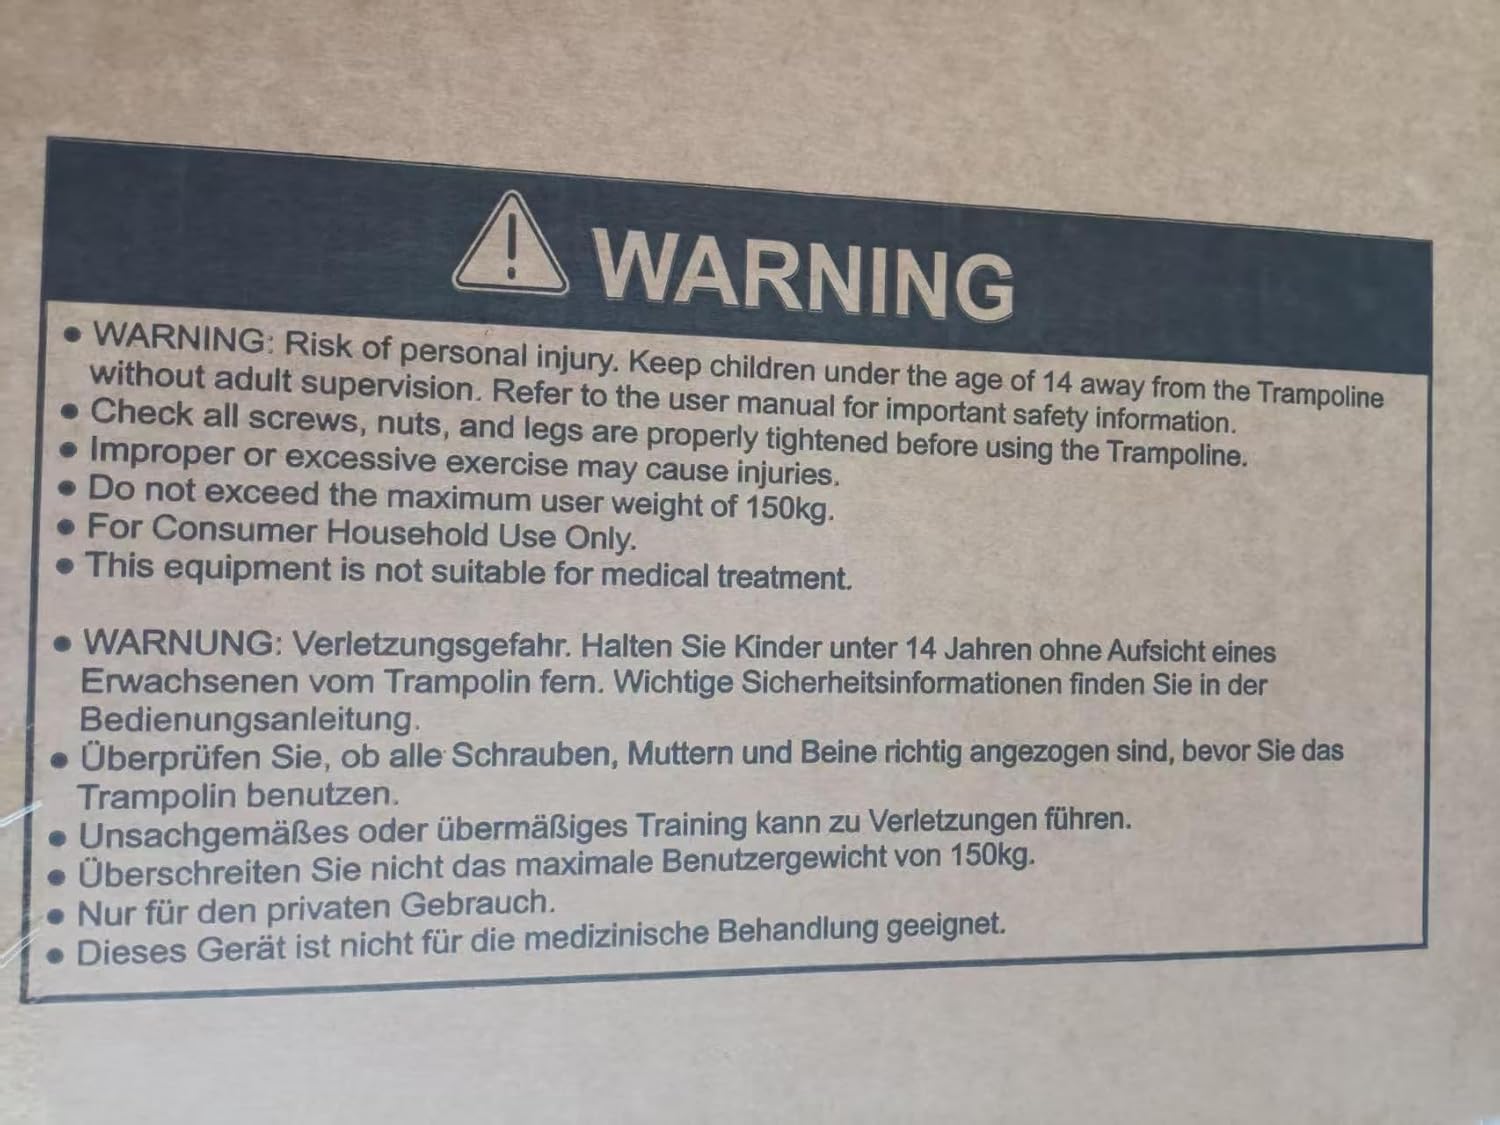 WARNING
• WARNING: Risk of personal injury. Keep children under the age of 14 away from the Trampoline
without adult supervision. Refer to the user manual for important safety information.
• Check all screws, nuts, and legs are properly tightened before using the Trampoline.
• Improper or excessive exercise may cause injuries.
• Do not exceed the maximum user weight of 150kg.
• For Consumer Household Use Only.
• This equipment is not suitable for medical treatment.
• WARNUNG: Verletzungsgefahr. Halten Sie Kinder unter 14 Jahren ohne Aufsicht eines
Erwachsenen vom Trampolin fern. Wichtige Sicherheitsinformationen finden Sie in der
Bedienungsanleitung.
• Überprüfen Sie, ob alle Schrauben, Muttern und Beine richtig angezogen sind, bevor Sie das
Trampolin benutzen.
• Unsachgemäßes oder übermäßiges Training kann zu Verletzungen führen.
• Überschreiten Sie nicht das maximale Benutzergewicht von 150kg.
• Nur für den privaten Gebrauch.
• Dieses Gerät ist nicht für die medizinische Behandlung geeignet.